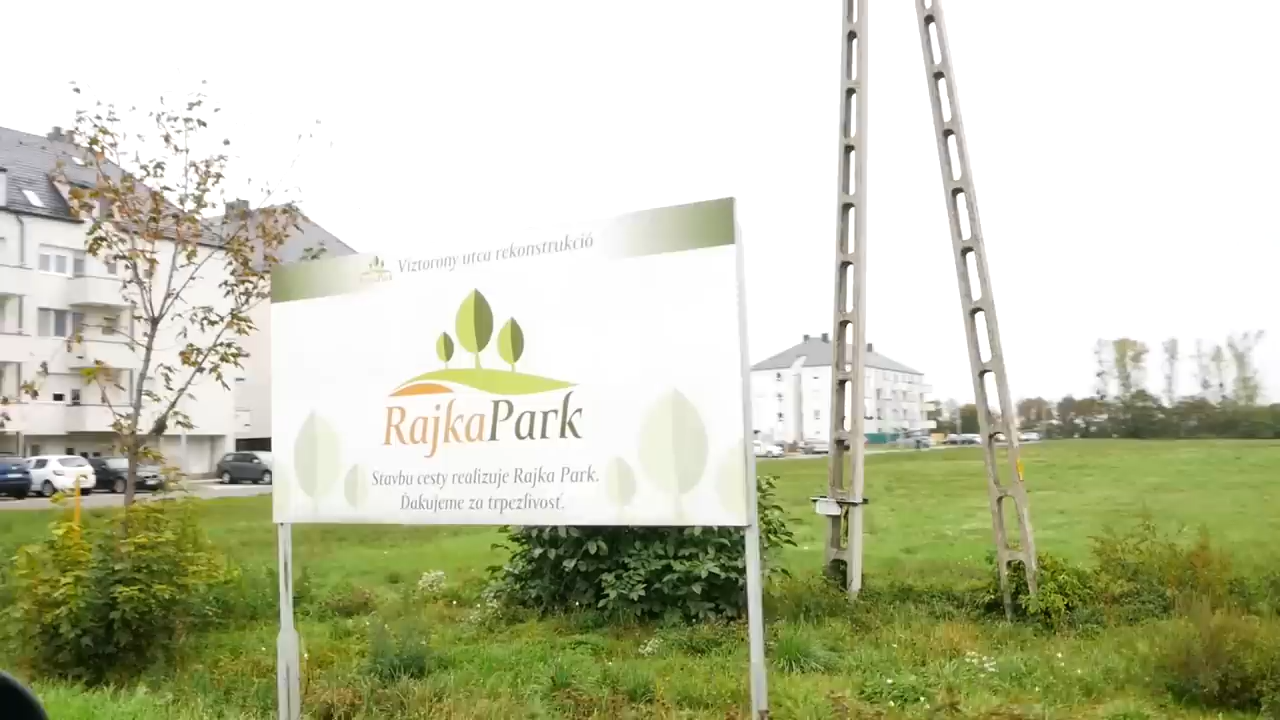 Víztorony utca rekonstrukció
RajkaPark
Stavbu cesty realizuje Rajka Park.
Ďakujeme za trpezlivosť.